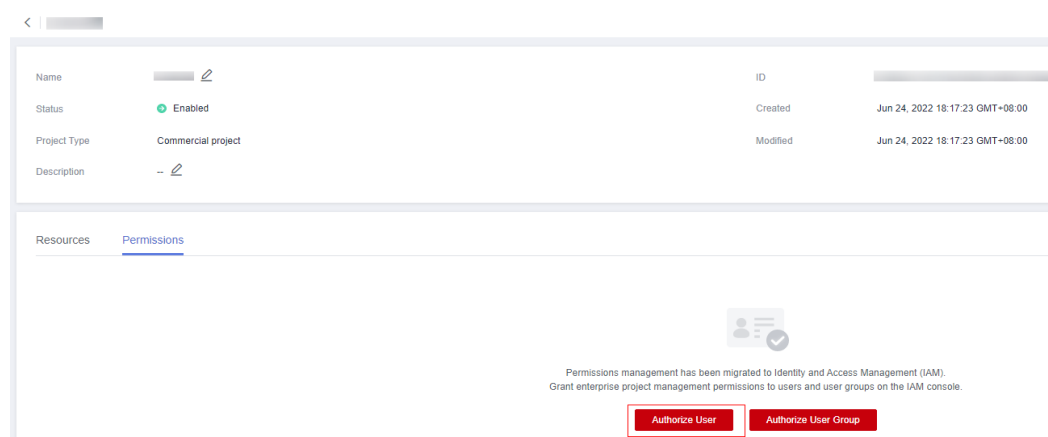 Name
ID
Status Enabled
Created Jun 24, 2022 18:17:23 GMT+08:00
Project Type Commercial project
Modified Jun 24, 2022 18:17:23 GMT+08:00
Description --
Resources Permissions
Permissions management has been migrated to Identity and Access Management (IAM).
Grant enterprise project management permissions to users and user groups on the IAM console.
Authorize User Authorize User Group